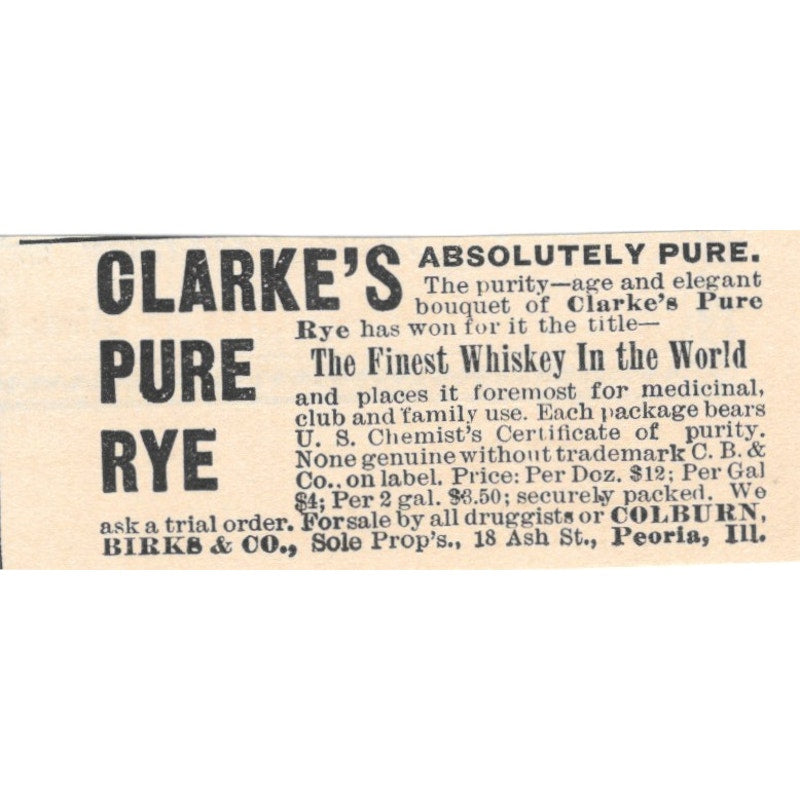 CLARKE'S
PURE
RYE
ABSOLUTELY PURE.
The purity—age and elegant
bouquet of Clarke's Pure
Rye has won for it the title—
The Finest Whiskey In the World
and places it foremost for medicinal,
club and family use. Each package bears
U. S. Chemist's Certificate of purity.
None genuine without trademark C. B. &
Co., on label. Price: Per Doz. $12; Per Gal
$4; Per 2 gal. $6.50; securely packed. We
ask a trial order. For sale by all druggists or COLBURN,
BIRKS & CO., Sole Prop's., 18 Ash St., Peoria, Ill.